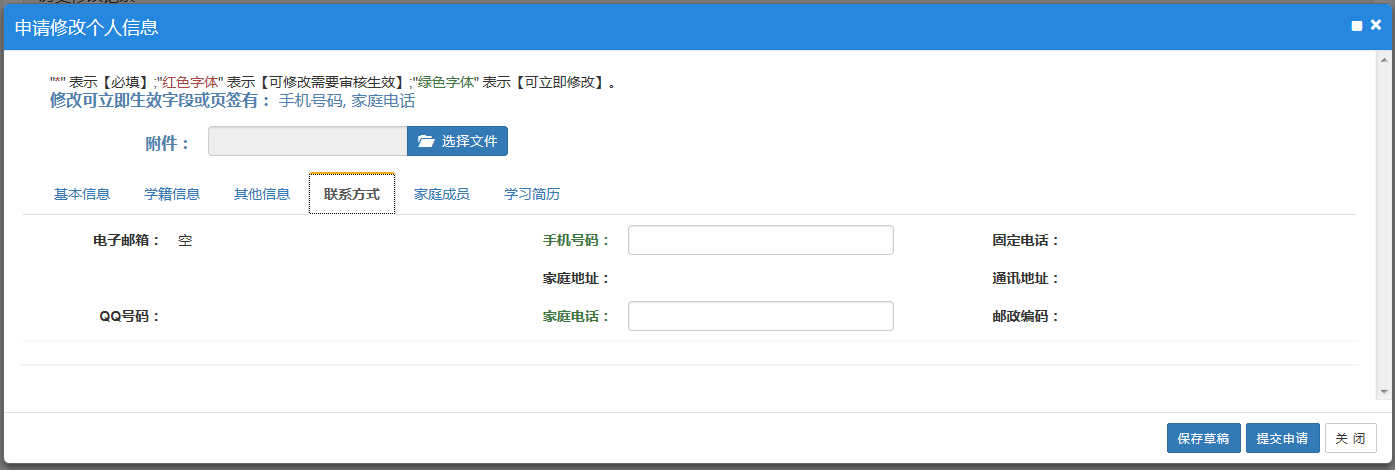 申请修改个人信息
"*" 表示【必填】;"红色字体" 表示【可修改需要审核生效】;"绿色字体" 表示【可立即修改】。
修改可立即生效字段或页签有： 手机号码, 家庭电话
附件： 选择文件
基本信息 学籍信息 其他信息 联系方式 家庭成员 学习简历
电子邮箱： 空 手机号码： 固定电话：
家庭地址： 通讯地址：
QQ号码： 家庭电话： 邮政编码：
保存草稿 提交申请 关 闭